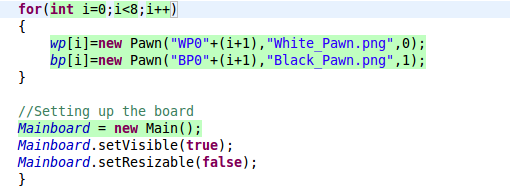 for(int i=0;i<8;i++)
{
wp[i]=new Pawn("WP0"+(i+1),"White_Pawn.png",0);
bp[i]=new Pawn("BP0"+(i+1),"Black_Pawn.png",1);
}
//Setting up the board
Mainboard = new Main();
Mainboard.setVisible(true);
Mainboard.setResizable(false);
}